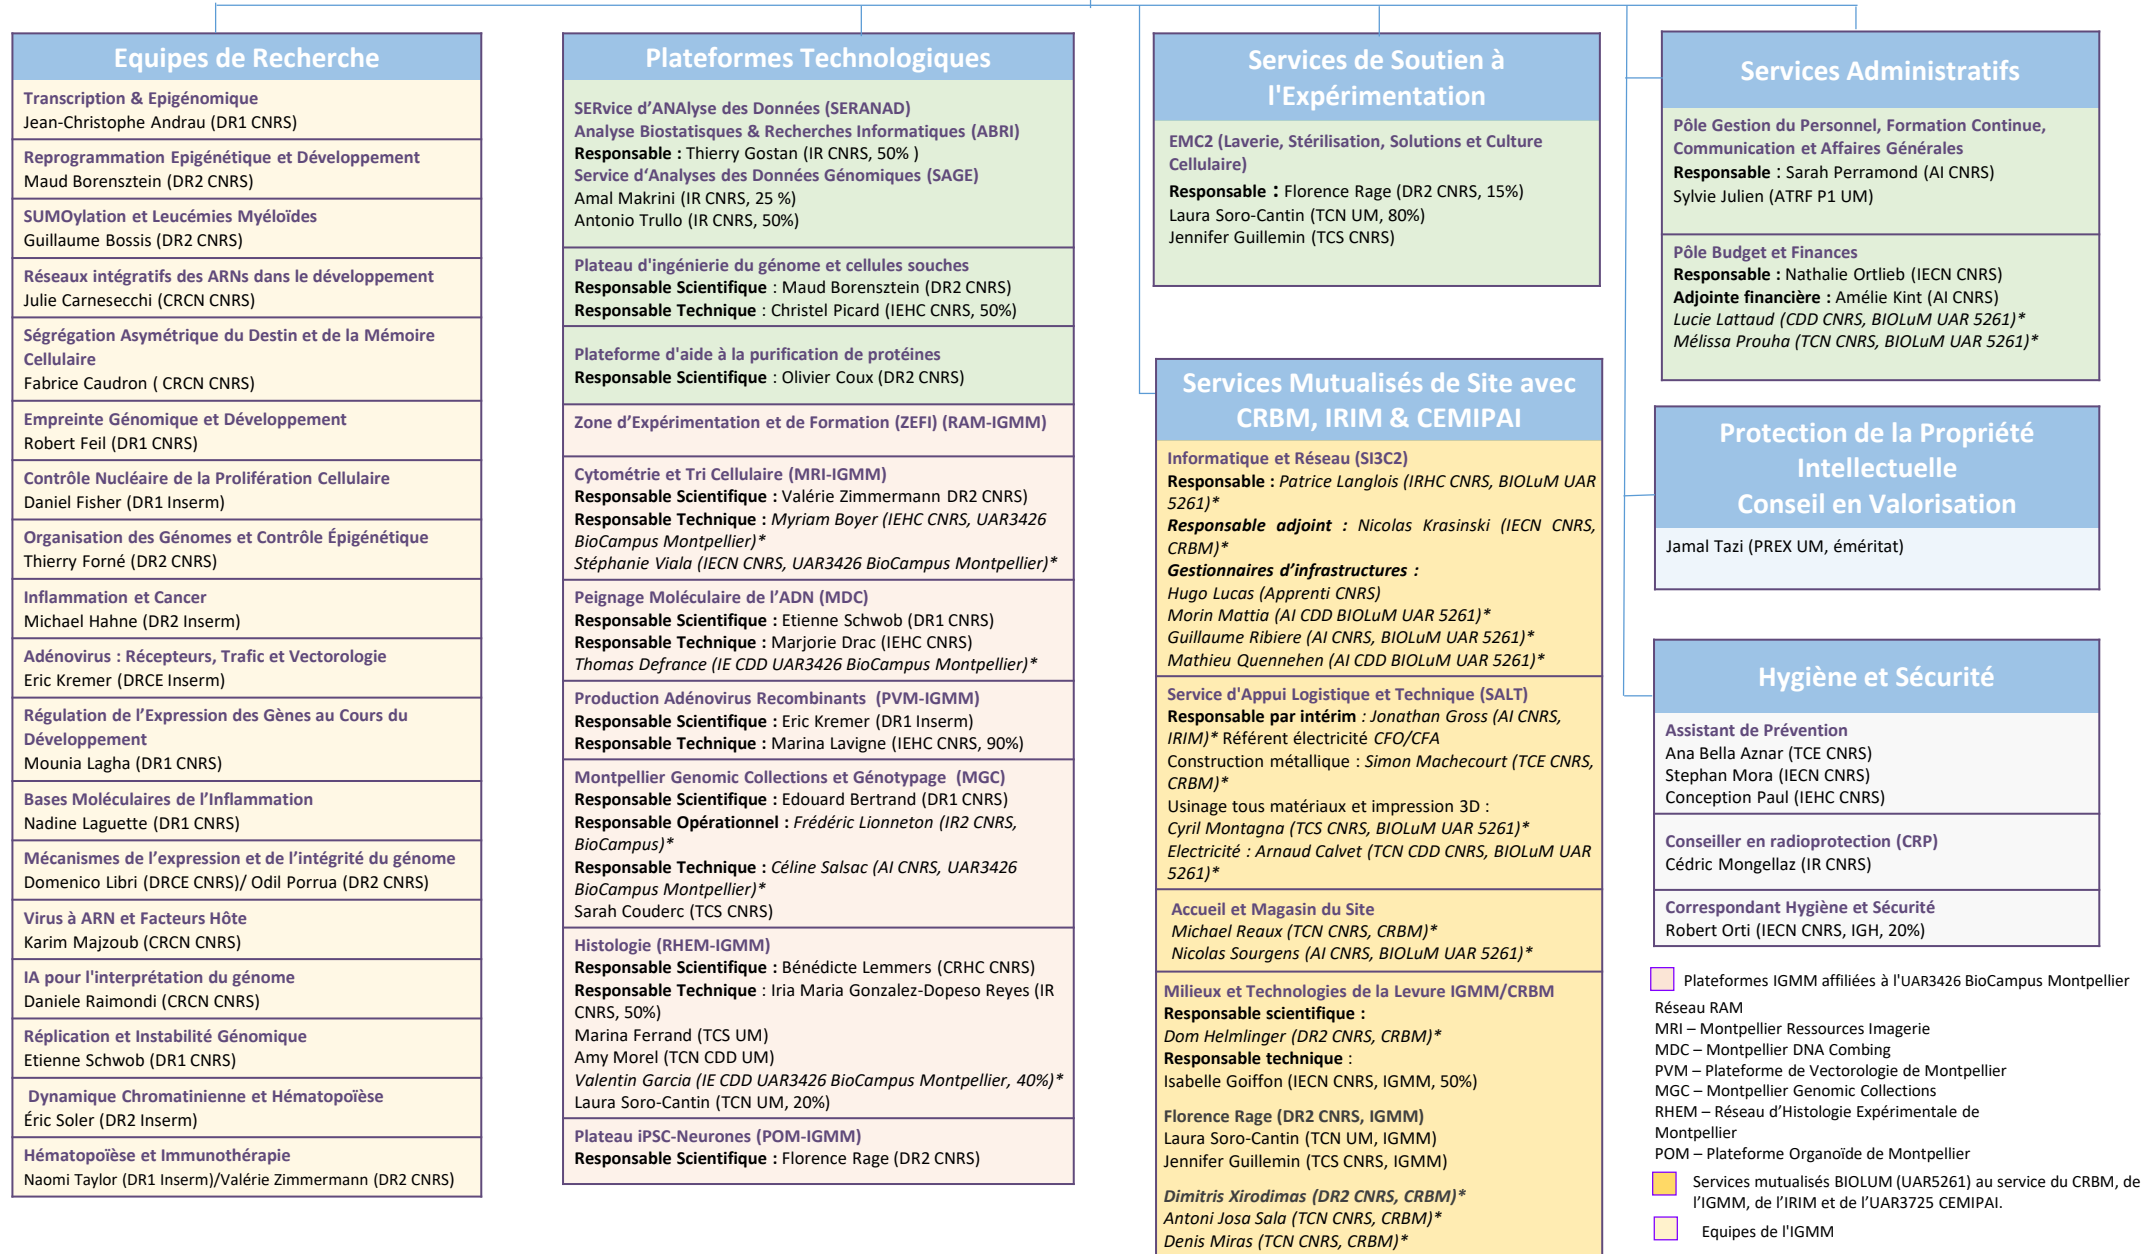 Equipes de Recherche
Transcription & Epigénomique
Jean-Christophe Andrau (DR1 CNRS)
Reprogrammation Epigénétique et Développement
Maud Borensztein (DR2 CNRS)
SUMOylation et Leucémies Myéloïdes
Guillaume Bossis (DR2 CNRS)
Réseaux intégratifs des ARNs dans le développement
Julie Carnesecchi (CRCN CNRS)
Ségrégation Asymétrique du Destin et de la Mémoire
Cellulaire
Fabrice Caudron ( CRCN CNRS)
Empreinte Génomique et Développement
Robert Feil (DR1 CNRS)
Contrôle Nucléaire de la Prolifération Cellulaire
Daniel Fisher (DR1 Inserm)
Organisation des Génomes et Contrôle Épigénétique
Thierry Forné (DR2 CNRS)
Inflammation et Cancer
Michael Hahne (DR2 Inserm)
Adénovirus : Récepteurs, Trafic et Vectorologie
Eric Kremer (DRCE Inserm)
Régulation de l’Expression des Gènes au Cours du
Développement
Mounia Lagha (DR1 CNRS)
Bases Moléculaires de l’Inflammation
Nadine Laguette (DR1 CNRS)
Mécanismes de l’expression et de l’intégrité du génome
Domenico Libri (DRCE CNRS)/ Odil Porrua (DR2 CNRS)
Virus à ARN et Facteurs Hôte
Karim Majzoub (CRCN CNRS)
IA pour l'interprétation du génome
Daniele Raimondi (CRCN CNRS)
Réplication et Instabilité Génomique
Etienne Schwob (DR1 CNRS)
Dynamique Chromatinienne et Hématopoïèse
Éric Soler (DR2 Inserm)
Hématopoïèse et Immunothérapie
Naomi Taylor (DR1 Inserm)/Valérie Zimmermann (DR2 CNRS)
Plateformes Technologiques
SERvice d’ANAlyse des Données (SERANAD)
Analyse Biostatisques & Recherches Informatiques (ABRI)
Responsable : Thierry Gostan (IR CNRS, 50% )
Service d‘Analyses des Données Génomiques (SAGE)
Amal Makrini (IR CNRS, 25 %)
Antonio Trullo (IR CNRS, 50%)
Plateau d'ingénierie du génome et cellules souches
Responsable Scientifique : Maud Borensztein (DR2 CNRS)
Responsable Technique : Christel Picard (IEHC CNRS, 50%)
Plateforme d'aide à la purification de protéines
Responsable Scientifique : Olivier Coux (DR2 CNRS)
Zone d’Expérimentation et de Formation (ZEFI) (RAM-IGMM)
Cytométrie et Tri Cellulaire (MRI-IGMM)
Responsable Scientifique : Valérie Zimmermann DR2 CNRS)
Responsable Technique : Myriam Boyer (IEHC CNRS, UAR3426
BioCampus Montpellier)*
Stéphanie Viala (IECN CNRS, UAR3426 BioCampus Montpellier)*
Peignage Moléculaire de l’ADN (MDC)
Responsable Scientifique : Etienne Schwob (DR1 CNRS)
Responsable Technique : Marjorie Drac (IEHC CNRS)
Thomas Defrance (IE CDD UAR3426 BioCampus Montpellier)*
Production Adénovirus Recombinants (PVM-IGMM)
Responsable Scientifique : Eric Kremer (DR1 Inserm)
Responsable Technique : Marina Lavigne (IEHC CNRS, 90%)
Montpellier Genomic Collections et Génotypage (MGC)
Responsable Scientifique : Edouard Bertrand (DR1 CNRS)
Responsable Opérationnel : Frédéric Lionneton (IR2 CNRS,
BioCampus)*
Responsable Technique : Céline Salsac (AI CNRS, UAR3426
BioCampus Montpellier)*
Sarah Couderc (TCS CNRS)
Histologie (RHEM-IGMM)
Responsable Scientifique : Bénédicte Lemmers (CRHC CNRS)
Responsable Technique : Iria Maria Gonzalez-Dopeso Reyes (IR
CNRS, 50%)
Marina Ferrand (TCS UM)
Amy Morel (TCN CDD UM)
Valentin Garcia (IE CDD UAR3426 BioCampus Montpellier, 40%)*
Laura Soro-Cantin (TCN UM, 20%)
Plateau iPSC-Neurones (POM-IGMM)
Responsable Scientifique : Florence Rage (DR2 CNRS)
Services de Soutien à
l'Expérimentation
EMC2 (Laverie, Stérilisation, Solutions et Culture
Cellulaire)
Responsable : Florence Rage (DR2 CNRS, 15%)
Laura Soro-Cantin (TCN UM, 80%)
Jennifer Guillemin (TCS CNRS)
Services Mutualisés de Site avec
CRBM, IRIM & CEMIPAI
Informatique et Réseau (SI3C2)
Responsable : Patrice Langlois (IRHC CNRS, BIOLuM UAR
5261)*
Responsable adjoint : Nicolas Krasinski (IECN CNRS,
CRBM)*
Gestionnaires d’infrastructures :
Hugo Lucas (Apprenti CNRS)
Morin Mattia (AI CDD BIOLuM UAR 5261)*
Guillaume Ribiere (AI CNRS, BIOLuM UAR 5261)*
Mathieu Quennehen (AI CDD BIOLuM UAR 5261)*
Service d'Appui Logistique et Technique (SALT)
Responsable par intérim : Jonathan Gross (AI CNRS,
IRIM)* Référent électricité CFO/CFA
Construction métallique : Simon Machecourt (TCE CNRS,
CRBM)*
Usinage tous matériaux et impression 3D :
Cyril Montagna (TCS CNRS, BIOLuM UAR 5261)*
Electricité : Arnaud Calvet (TCN CDD CNRS, BIOLuM UAR
5261)*
Accueil et Magasin du Site
Michael Reaux (TCN CNRS, CRBM)*
Nicolas Sourgens (AI CNRS, BIOLuM UAR 5261)*
Milieux et Technologies de la Levure IGMM/CRBM
Responsable scientifique :
Dom Helmlinger (DR2 CNRS, CRBM)*
Responsable technique :
Isabelle Goiffon (IECN CNRS, IGMM, 50%)
Florence Rage (DR2 CNRS, IGMM)
Laura Soro-Cantin (TCN UM, IGMM)
Jennifer Guillemin (TCS CNRS, IGMM)
Dimitris Xirodimas (DR2 CNRS, CRBM)*
Antoni Josa Sala (TCN CNRS, CRBM)*
Denis Miras (TCN CNRS, CRBM)*
Services Administratifs
Pôle Gestion du Personnel, Formation Continue,
Communication et Affaires Générales
Responsable : Sarah Perramond (AI CNRS)
Sylvie Julien (ATRF P1 UM)
Pôle Budget et Finances
Responsable : Nathalie Ortlieb (IECN CNRS)
Adjointe financière : Amélie Kint (AI CNRS)
Lucie Lattaud (CDD CNRS, BIOLuM UAR 5261)*
Mélissa Prouha (TCN CNRS, BIOLuM UAR 5261)*
Protection de la Propriété
Intellectuelle
Conseil en Valorisation
Jamal Tazi (PREX UM, éméritat)
Hygiène et Sécurité
Assistant de Prévention
Ana Bella Aznar (TCE CNRS)
Stephan Mora (IECN CNRS)
Conception Paul (IEHC CNRS)
Conseiller en radioprotection (CRP)
Cédric Mongellaz (IR CNRS)
Correspondant Hygiène et Sécurité
Robert Orti (IECN CNRS, IGH, 20%)
Plateformes IGMM affiliées à l'UAR3426 BioCampus Montpellier
Réseau RAM
MRI – Montpellier Ressources Imagerie
MDC – Montpellier DNA Combing
PVM – Plateforme de Vectorologie de Montpellier
MGC – Montpellier Genomic Collections
RHEM – Réseau d’Histologie Expérimentale de
Montpellier
POM – Plateforme Organoïde de Montpellier
Services mutualisés BIOLUM (UAR5261) au service du CRBM, de
l’IGMM, de l’IRIM et de l’UAR3725 CEMIPAI.
Equipes de l'IGMM